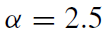 α = 2.5